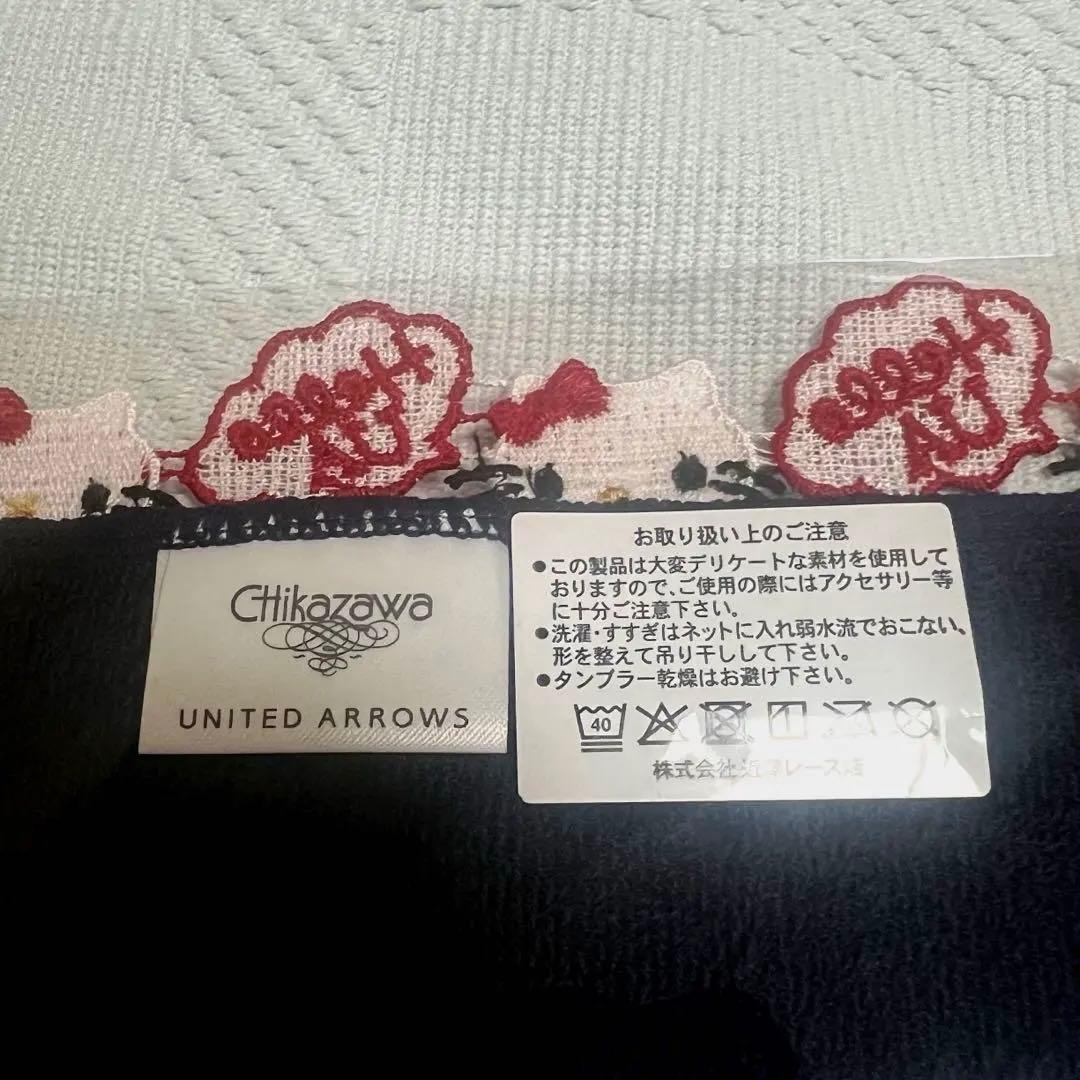 Hello
UA
Hello
UA
CHikazawa
UNITED ARROWS
お取り扱い上のご注意
●この製品は大変デリケートな素材を使用して
おりますので、ご使用の際にはアクセサリー等
に十分ご注意下さい。
●洗濯・すすぎはネットに入れ弱水流でおこない、
形を整えて吊り干しして下さい。
●タンブラー乾燥はお避け下さい。
40
株式会社近澤レース店